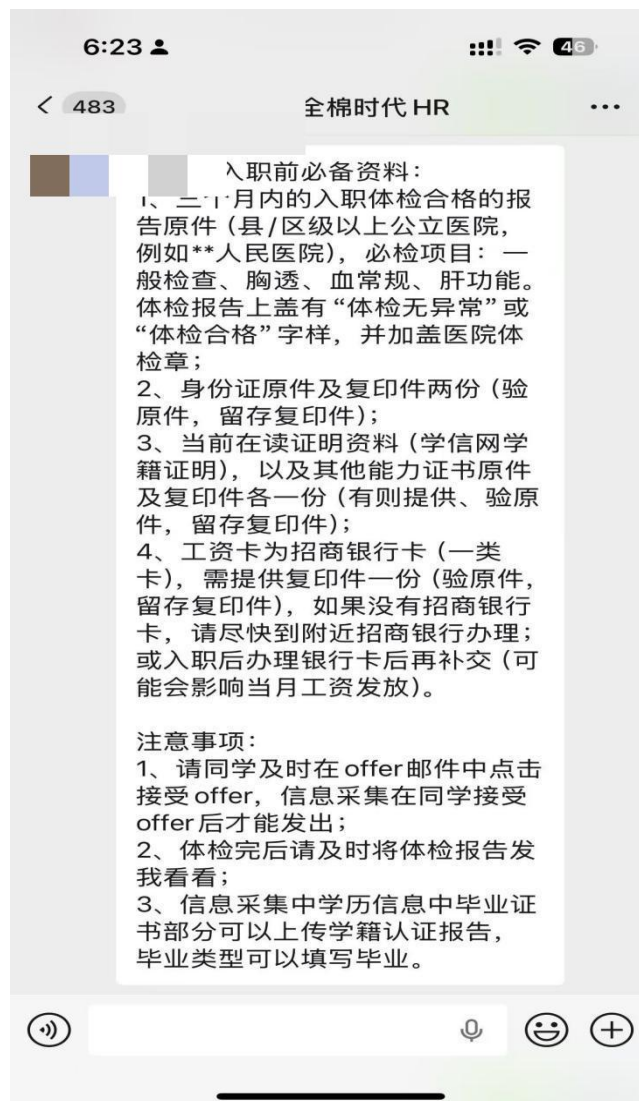 6:23
46
483
全棉时代 HR
入职前必备资料：
1、三个月内的入职体检合格的报
告原件（县/区级以上公立医院，
例如**人民医院），必检项目：一
般检查、胸透、血常规、肝功能。
体检报告上盖有“体检无异常”或
“体检合格”字样，并加盖医院体
检章；
2、身份证原件及复印件两份（验
原件，留存复印件）；
3、当前在读证明资料（学信网学
籍证明），以及其他能力证书原件
及复印件各一份（有则提供、验原
件，留存复印件）；
4、工资卡为招商银行卡（一类
卡），需提供复印件一份（验原件，
留存复印件），如果没有招商银行
卡，请尽快到附近招商银行办理；
或入职后办理银行卡后再补交（可
能会影响当月工资发放）。
注意事项：
1、请同学及时在offer邮件中点击
接受offer，信息采集在同学接受
offer后才能发出；
2、体检完后请及时将体检报告发
我看看；
3、信息采集中学历信息中毕业证
书部分可以上传学籍认证报告，
毕业类型可以填写毕业。